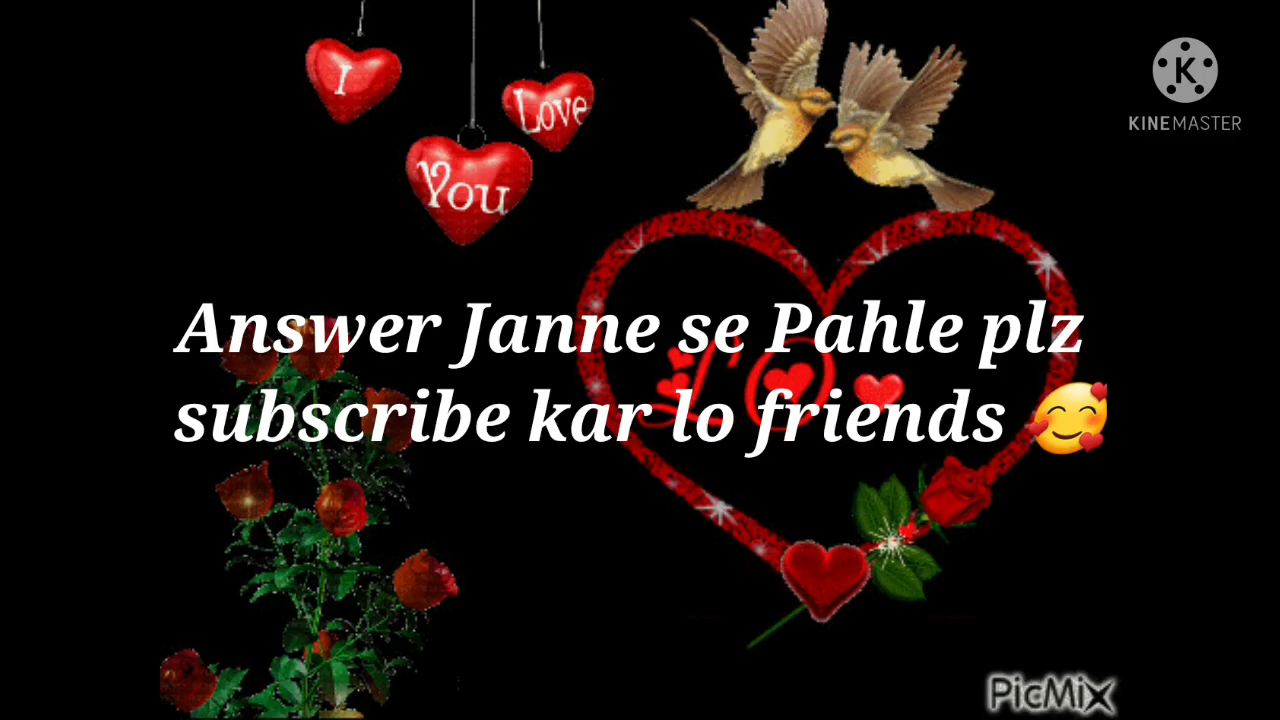 I
Love
You
K
KINEMASTER
Answer Janne se Pahle plz
subscribe kar lo friends 🥰
PicMix